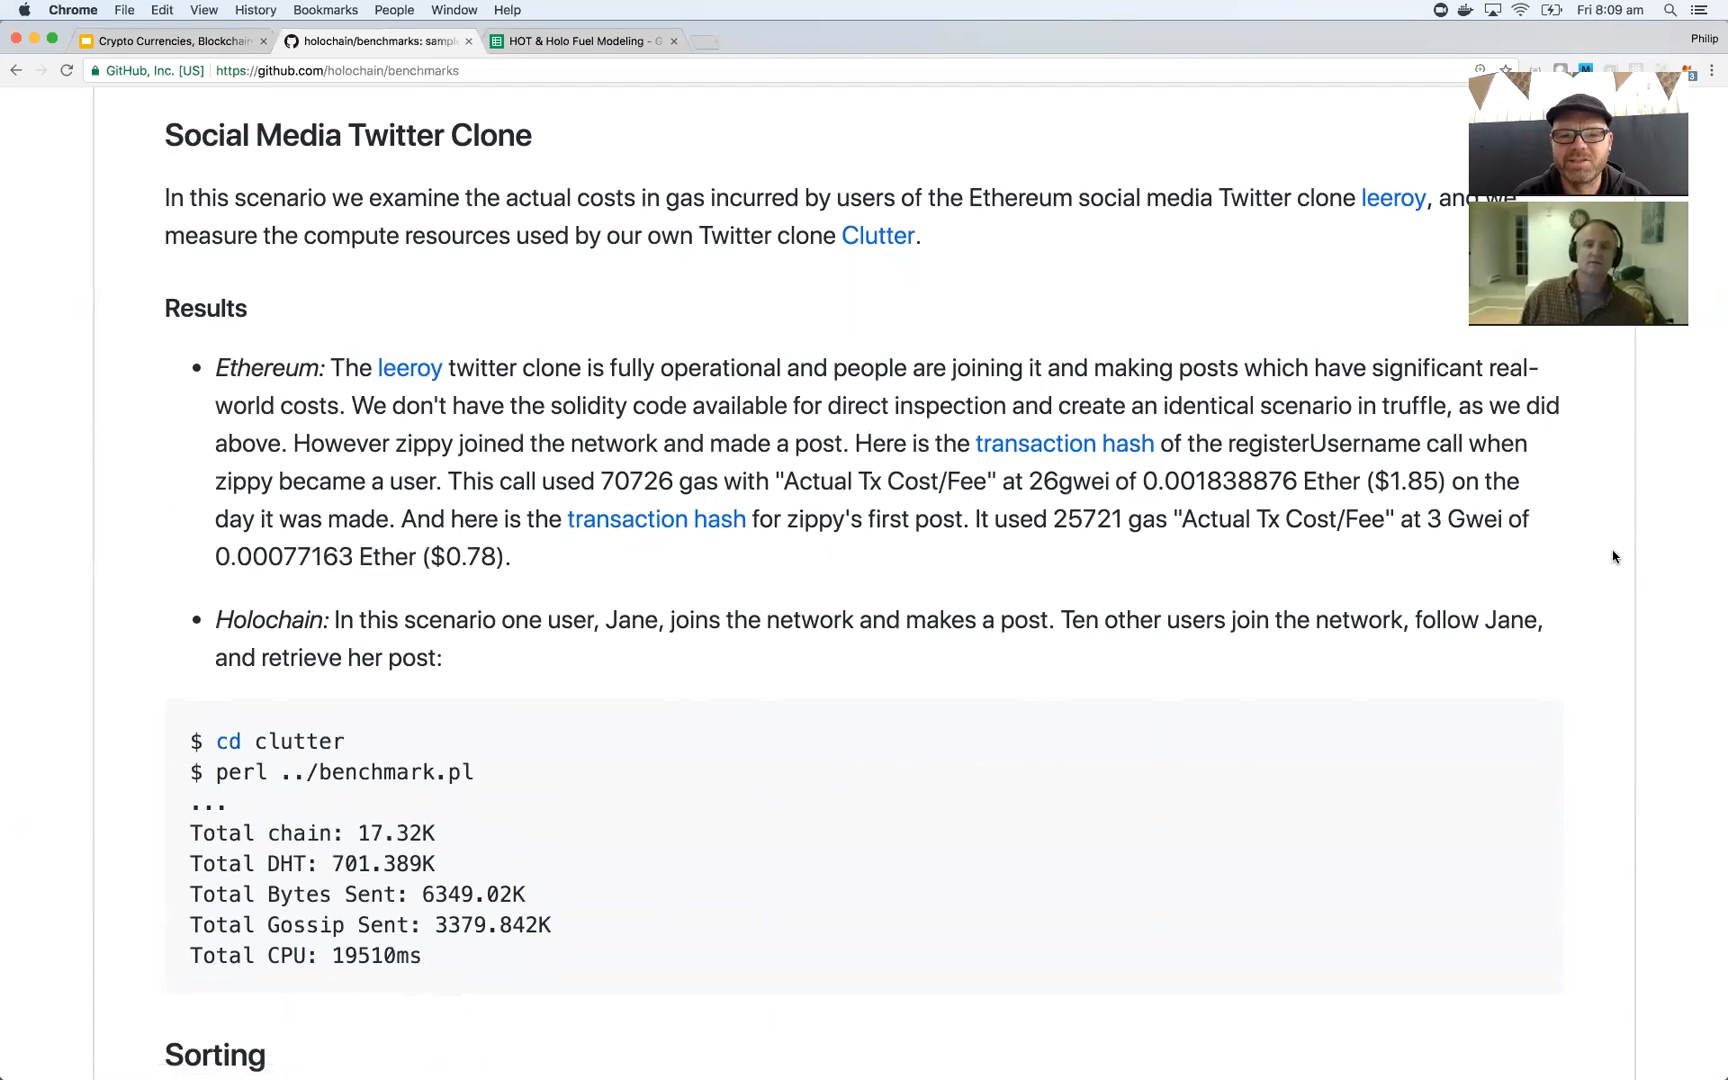 Chrome File Edit View History Bookmarks People Window Help Fri 8:09 am
Crypto Currencies, Blockchain holochain/benchmarks: sampl HOT & Holo Fuel Modeling - G Philip
GitHub, Inc. [US] https://github.com/holochain/benchmarks
Social Media Twitter Clone
In this scenario we examine the actual costs in gas incurred by users of the Ethereum social media Twitter clone leeroy, and we
measure the compute resources used by our own Twitter clone Clutter.
Results
• Ethereum: The leeroy twitter clone is fully operational and people are joining it and making posts which have significant real-
world costs. We don't have the solidity code available for direct inspection and create an identical scenario in truffle, as we did
above. However zippy joined the network and made a post. Here is the transaction hash of the registerUsername call when
zippy became a user. This call used 70726 gas with "Actual Tx Cost/Fee" at 26gwei of 0.001838876 Ether ($1.85) on the
day it was made. And here is the transaction hash for zippy's first post. It used 25721 gas "Actual Tx Cost/Fee" at 3 Gwei of
0.00077163 Ether ($0.78).
• Holochain: In this scenario one user, Jane, joins the network and makes a post. Ten other users join the network, follow Jane,
and retrieve her post:
$ cd clutter
$ perl ../benchmark.pl
...
Total chain: 17.32K
Total DHT: 701.389K
Total Bytes Sent: 6349.02K
Total Gossip Sent: 3379.842K
Total CPU: 19510ms
Sorting